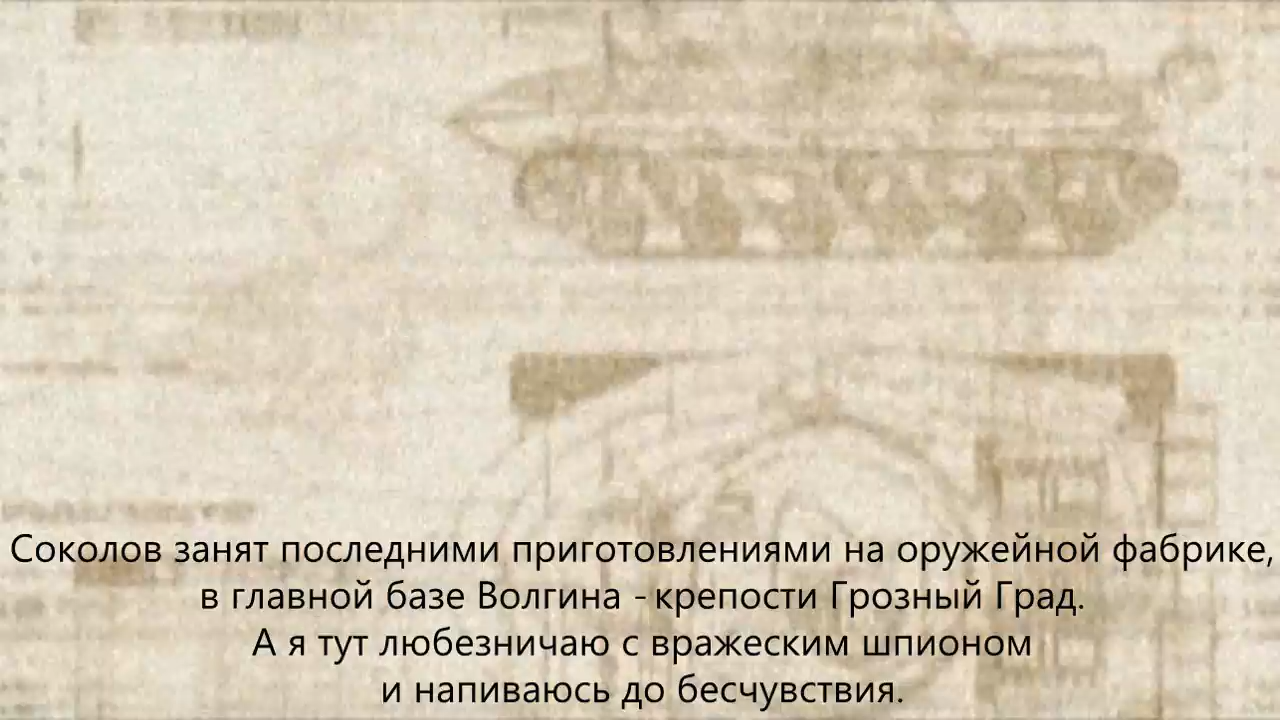 Соколов занят последними приготовлениями на оружейной фабрике,
в главной базе Волгина - крепости Грозный Град.
А я тут любезничаю с вражеским шпионом
и напиваюсь до бесчувствия.